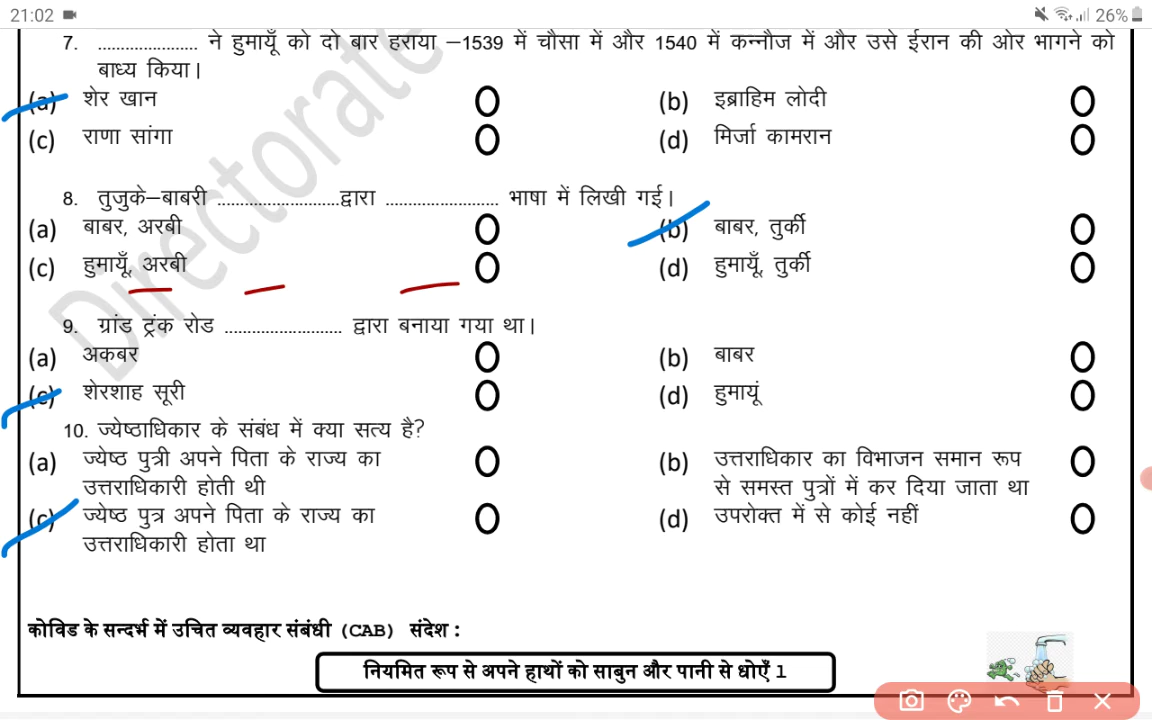 21:02 26%
7. ...................... ने हुमायूँ को दो बार हराया –1539 में चौसा में और 1540 में कन्नौज में और उसे ईरान की ओर भागने को
बाध्य किया।
(a) शेर खान (b) इब्राहिम लोदी
(c) राणा सांगा (d) मिर्जा कामरान
8. तुजुके–बाबरी ...........................द्वारा ......................... भाषा में लिखी गई।
(a) बाबर, अरबी (b) बाबर, तुर्की
(c) हुमायूँ, अरबी (d) हुमायूँ, तुर्की
9. ग्रांड ट्रंक रोड .......................... द्वारा बनाया गया था।
(a) अकबर (b) बाबर
(c) शेरशाह सूरी (d) हुमायूं
10. ज्येष्ठाधिकार के संबंध में क्या सत्य है?
(a) ज्येष्ठ पुत्री अपने पिता के राज्य का (b) उत्तराधिकार का विभाजन समान रूप
उत्तराधिकारी होती थी से समस्त पुत्रों में कर दिया जाता था
(c) ज्येष्ठ पुत्र अपने पिता के राज्य का (d) उपरोक्त में से कोई नहीं
उत्तराधिकारी होता था
कोविड के सन्दर्भ में उचित व्यवहार संबंधी (CAB) संदेश :
नियमित रूप से अपने हाथों को साबुन और पानी से धोएँ l
Directorate